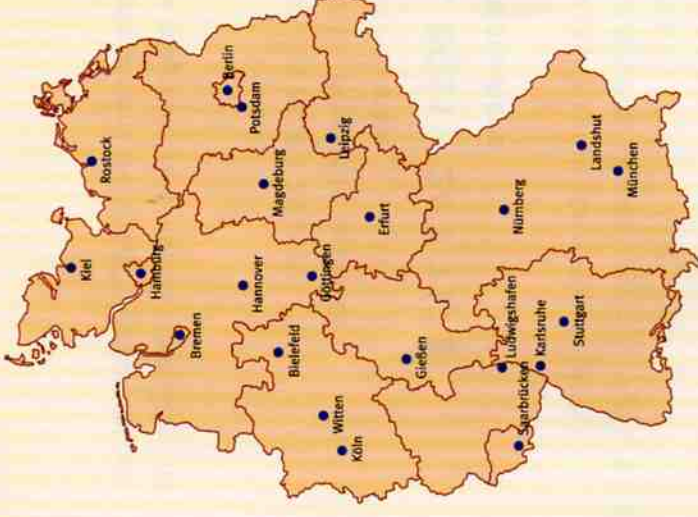 Kiel
Rostock
Hamburg
Bremen
Berlin
Potsdam
Hannover
Magdeburg
Bielefeld
Göttingen
Leipzig
Witten
Köln
Erfurt
Gießen
Nürnberg
Ludwigshafen
Saarbrücken
Karlsruhe
Stuttgart
Landshut
München